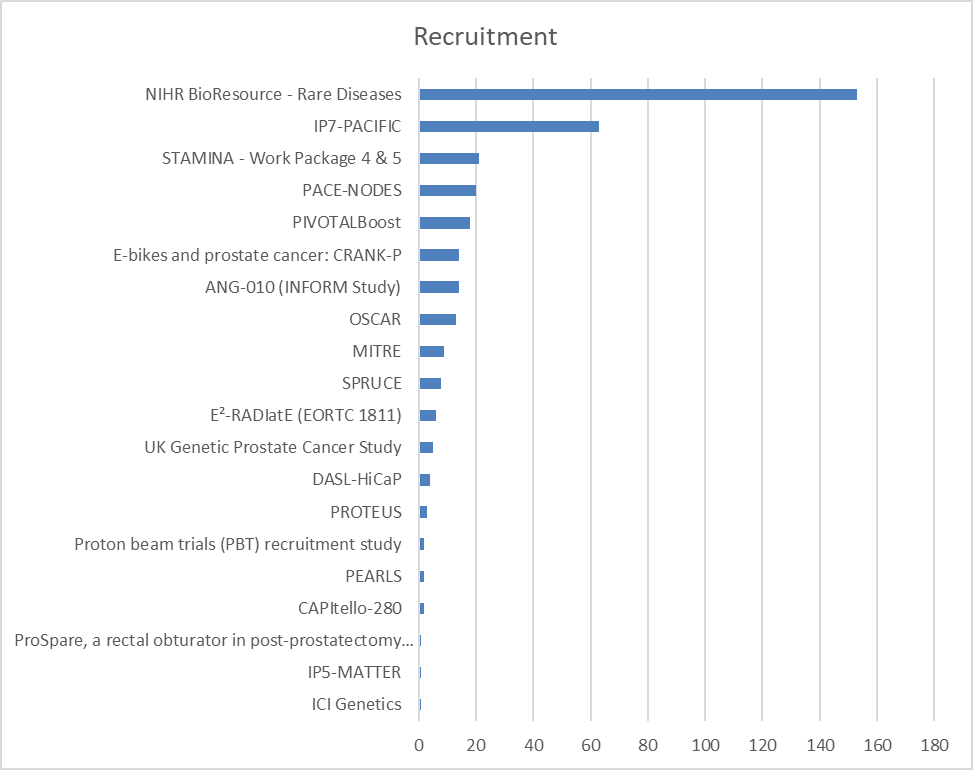 Recruitment
NIHR BioResource - Rare Diseases
IP7-PACIFIC
STAMINA - Work Package 4 & 5
PACE-NODES
PIVOTALBoost
E-bikes and prostate cancer: CRANK-P
ANG-010 (INFORM Study)
OSCAR
MITRE
SPRUCE
E²-RADIatE (EORTC 1811)
UK Genetic Prostate Cancer Study
DASL-HiCaP
PROTEUS
Proton beam trials (PBT) recruitment study
PEARLS
CAPItello-280
ProSpare, a rectal obturator in post-prostatectomy…
IP5-MATTER
ICI Genetics
0 20 40 60 80 100 120 140 160 180